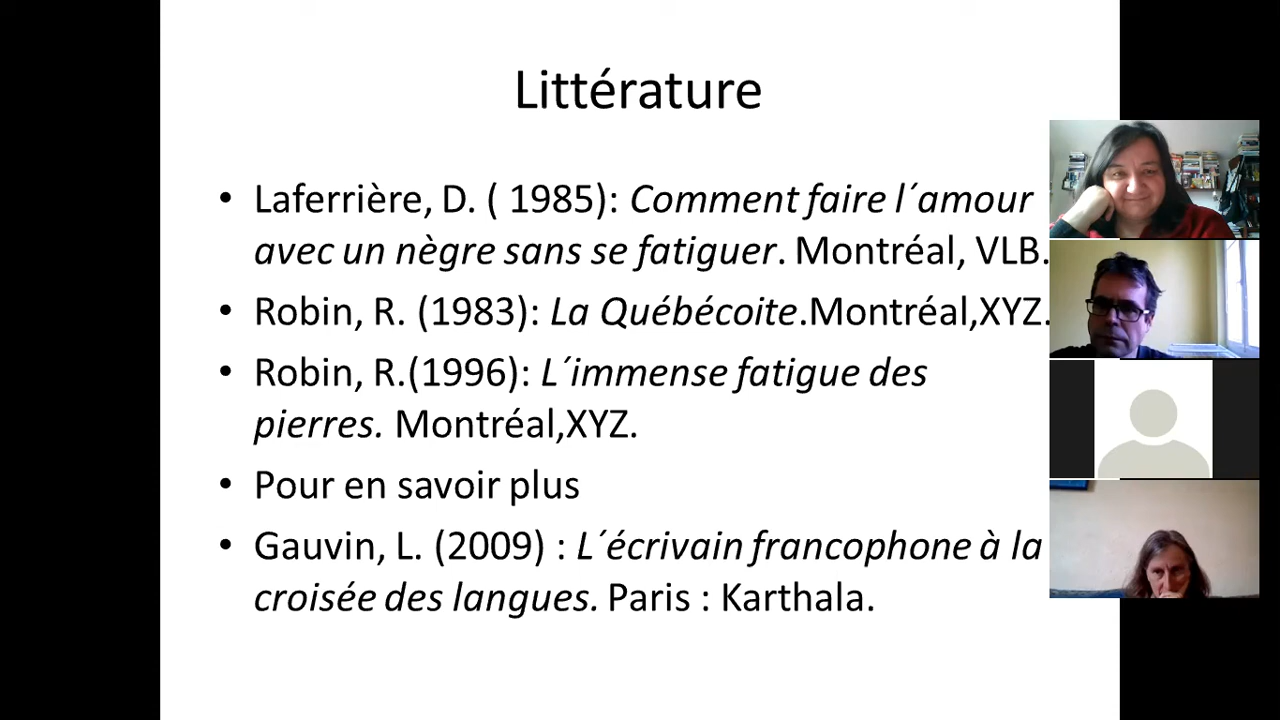 Littérature
• Laferrière, D. ( 1985): Comment faire l´amour
avec un nègre sans se fatiguer. Montréal, VLB.
• Robin, R. (1983): La Québécoite.Montréal,XYZ.
• Robin, R.(1996): L´immense fatigue des
pierres. Montréal,XYZ.
• Pour en savoir plus
• Gauvin, L. (2009) : L´écrivain francophone à la
croisée des langues. Paris : Karthala.